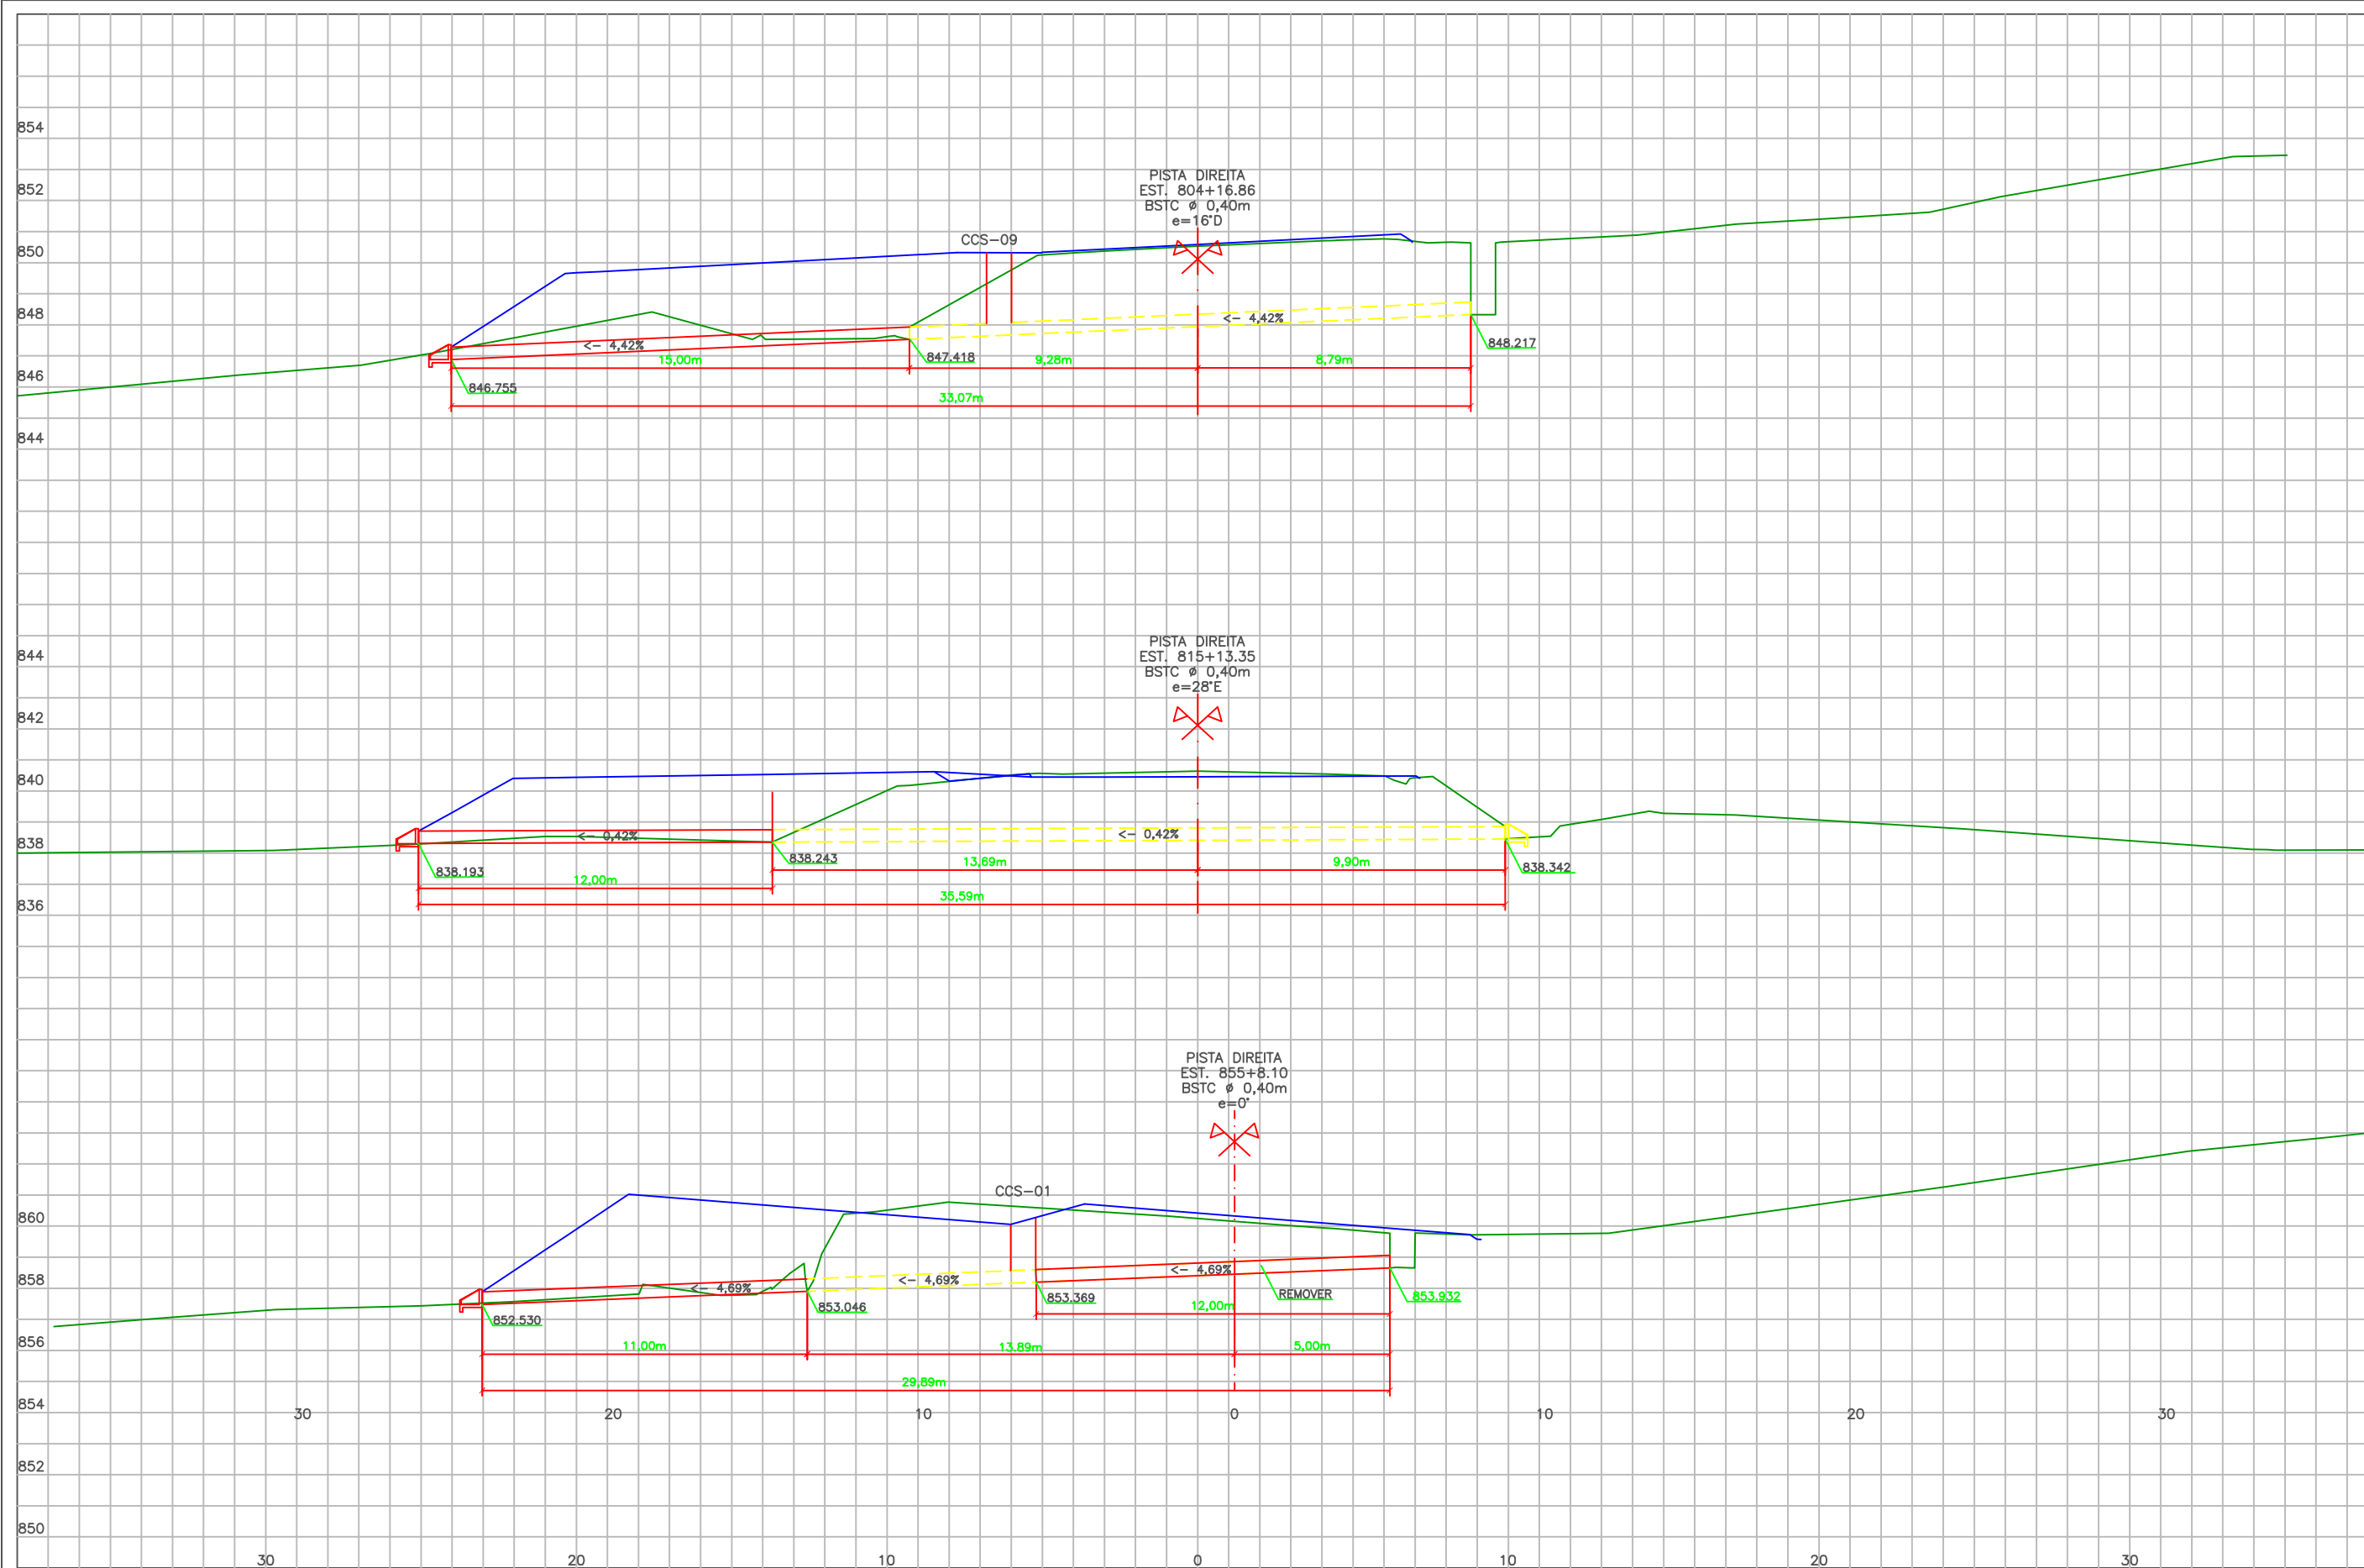 854
852
850
848
846
844
PISTA DIREITA
EST. 804+16.86
BSTC ø 0,40m
e=16°D
CCS-09
<- 4,42%
<- 4,42%
15,00m
847.418
9,28m
8,79m
848.217
846.755
33,07m
844
842
840
838
836
PISTA DIREITA
EST. 815+13.35
BSTC ø 0,40m
e=28°E
<- 0,42%
<- 0,42%
838.193
838.243
13,69m
9,90m
838.342
12,00m
35,59m
860
858
856
854
852
850
PISTA DIREITA
EST. 855+8.10
BSTC ø 0,40m
e=0°
CCS-01
<- 4,69%
<- 4,69%
<- 4,69%
852.530
853.046
853.369
12,00m
REMOVER
853.932
11,00m
13.89m
5,00m
29,89m
30 20 10 0 10 20 30
30 20 10 0 10 20 30